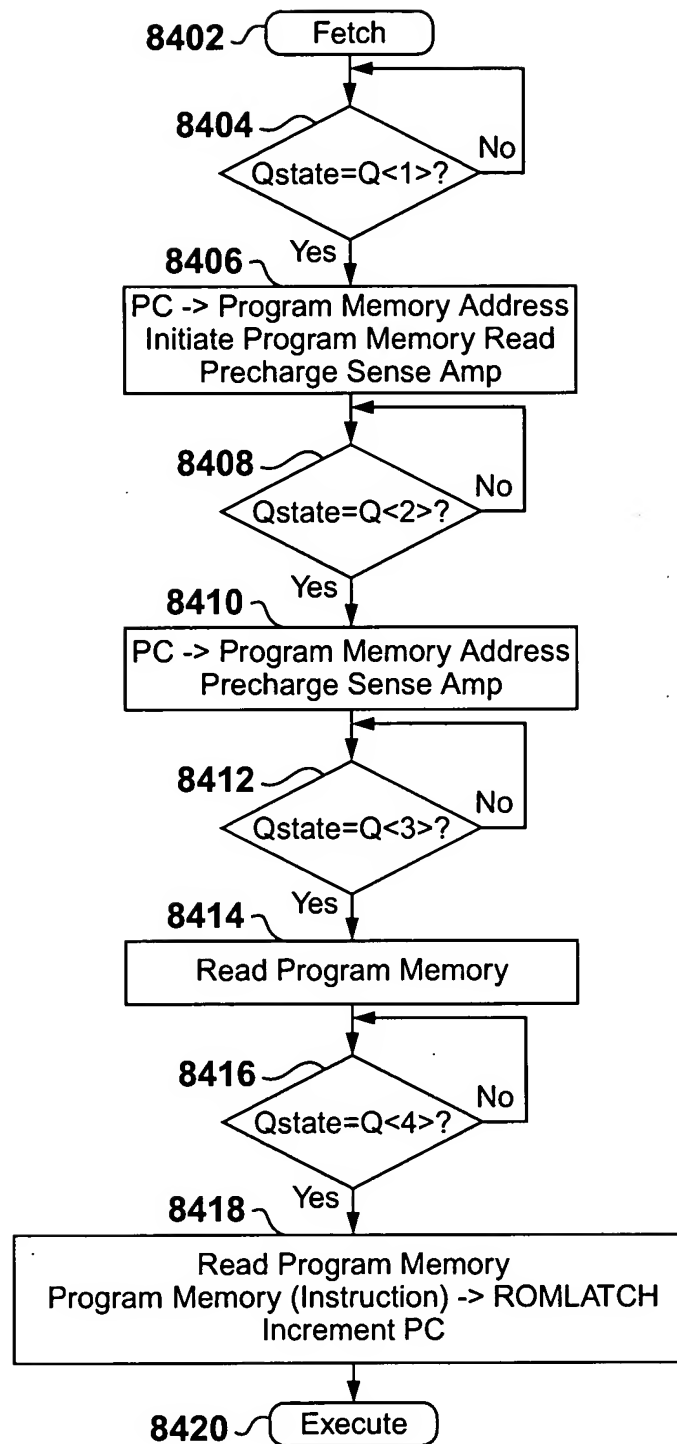 8402
Fetch
8404
Qstate=Q<1>?
No
Yes
8406
PC -> Program Memory Address
Initiate Program Memory Read
Precharge Sense Amp
8408
Qstate=Q<2>?
No
Yes
8410
PC -> Program Memory Address
Precharge Sense Amp
8412
Qstate=Q<3>?
No
Yes
8414
Read Program Memory
8416
Qstate=Q<4>?
No
Yes
8418
Read Program Memory
Program Memory (Instruction) -> ROMLATCH
Increment PC
8420
Execute